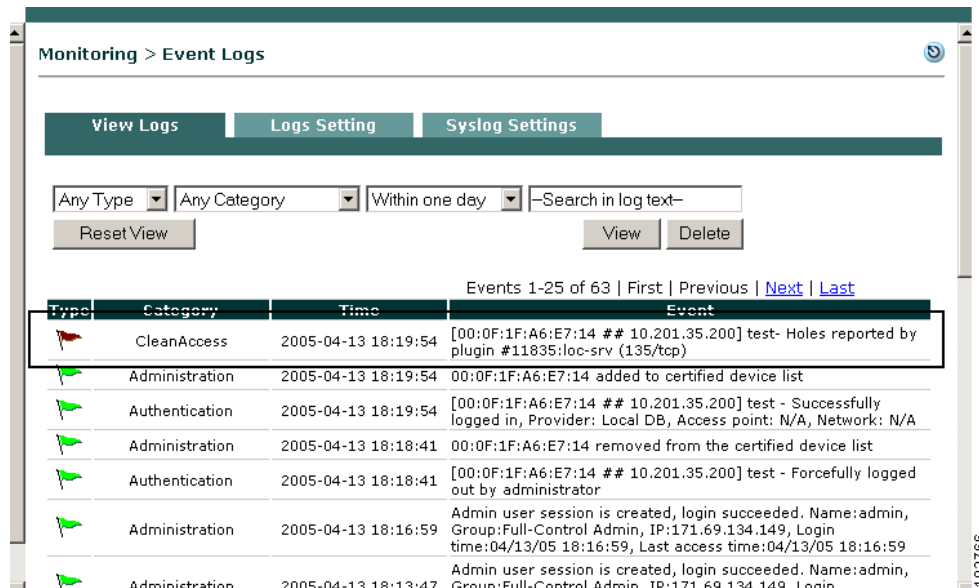 Monitoring > Event Logs
View Logs Logs Setting Syslog Settings
Any Type Any Category Within one day --Search in log text--
Reset View View Delete
Events 1-25 of 63 | First | Previous | Next | Last
Type Category Time Event
CleanAccess 2005-04-13 18:19:54 [00:0F:1F:A6:E7:14 ## 10.201.35.200] test- Holes reported by
plugin #11835:loc-srv (135/tcp)
Administration 2005-04-13 18:19:54 00:0F:1F:A6:E7:14 added to certified device list
Authentication 2005-04-13 18:19:54 [00:0F:1F:A6:E7:14 ## 10.201.35.200] test - Successfully
logged in, Provider: Local DB, Access point: N/A, Network: N/A
Administration 2005-04-13 18:18:41 00:0F:1F:A6:E7:14 removed from the certified device list
Authentication 2005-04-13 18:18:41 [00:0F:1F:A6:E7:14 ## 10.201.35.200] test - Forcefully logged
out by administrator
Administration 2005-04-13 18:16:59 Admin user session is created, login succeeded. Name:admin,
Group:Full-Control Admin, IP:171.69.134.149, Login
time:04/13/05 18:16:59, Last access time:04/13/05 18:16:59
Administration 2005-04-13 18:13:47 Admin user session is created, login succeeded. Name:admin,
Group:Full-Control Admin, IP:171.69.134.149, Login